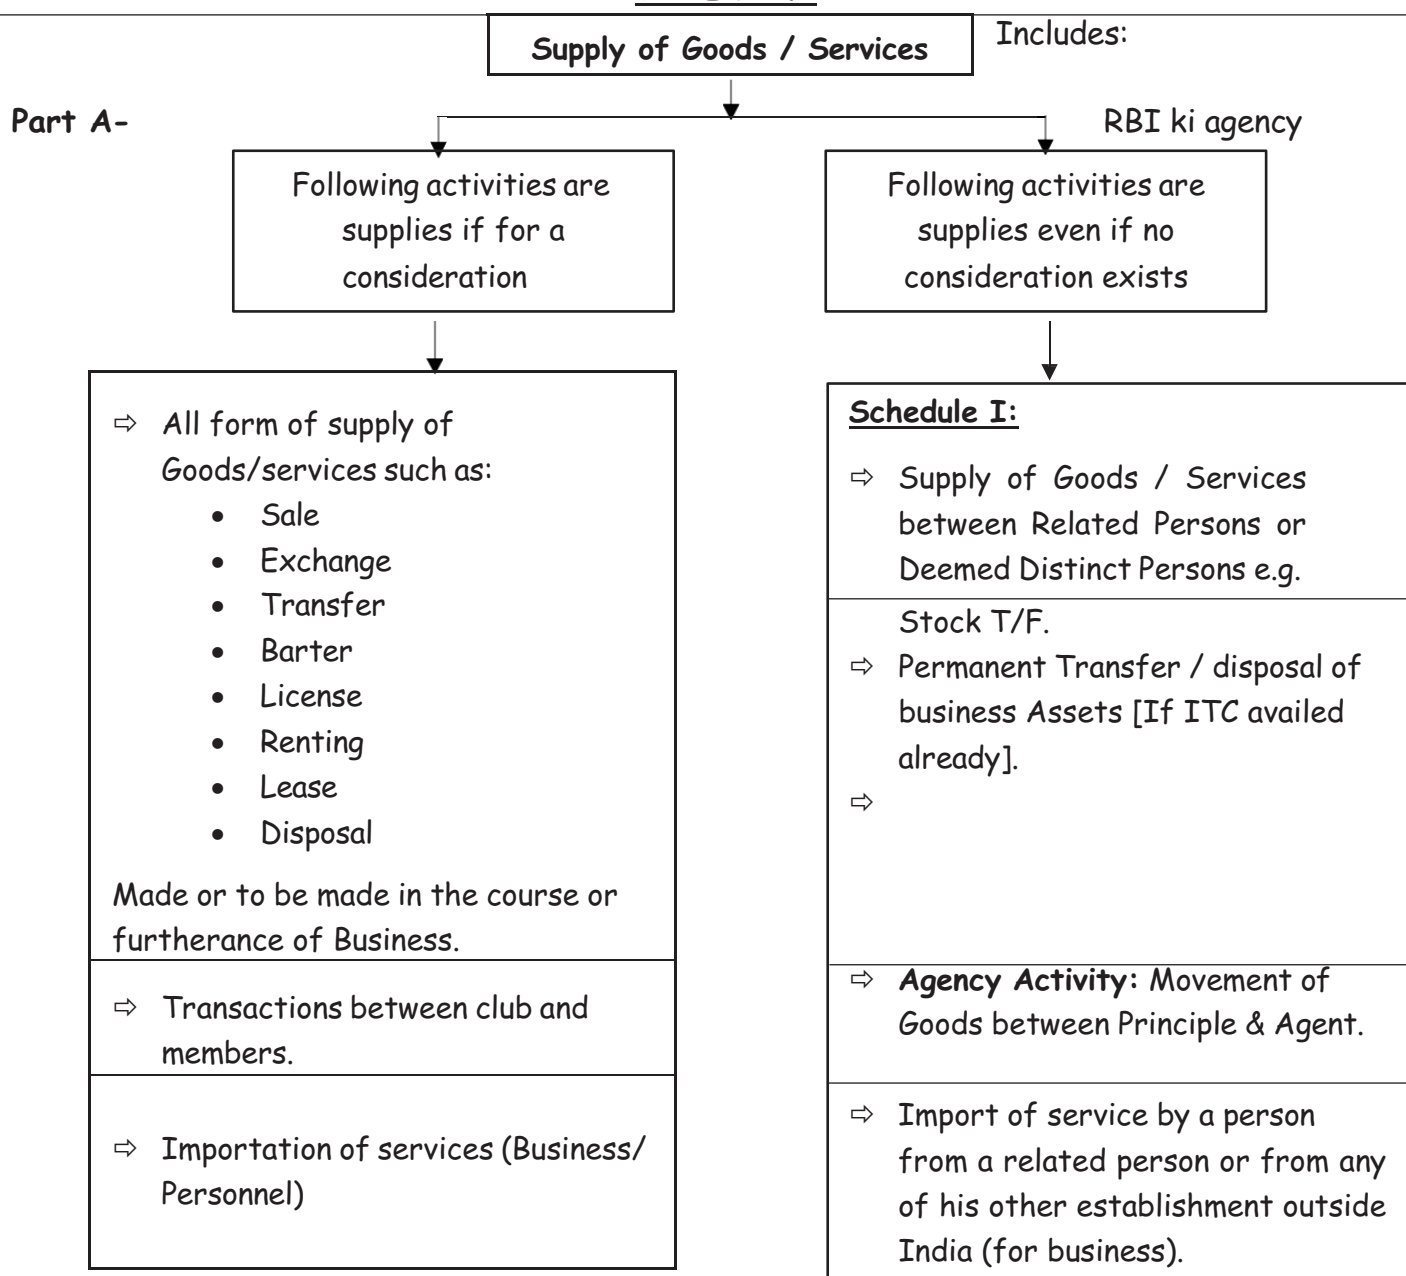 Supply of Goods / Services
Includes:
Part A-
RBI ki agency
Following activities are
supplies if for a
consideration
Following activities are
supplies even if no
consideration exists
⇨ All form of supply of
Goods/services such as:
• Sale
• Exchange
• Transfer
• Barter
• License
• Renting
• Lease
• Disposal
Made or to be made in the course or
furtherance of Business.
⇨ Transactions between club and
members.
⇨ Importation of services (Business/
Personnel)
Schedule I:
⇨ Supply of Goods / Services
between Related Persons or
Deemed Distinct Persons e.g.
Stock T/F.
⇨ Permanent Transfer / disposal of
business Assets [If ITC availed
already].
⇨
⇨ Agency Activity: Movement of
Goods between Principle & Agent.
⇨ Import of service by a person
from a related person or from any
of his other establishment outside
India (for business).